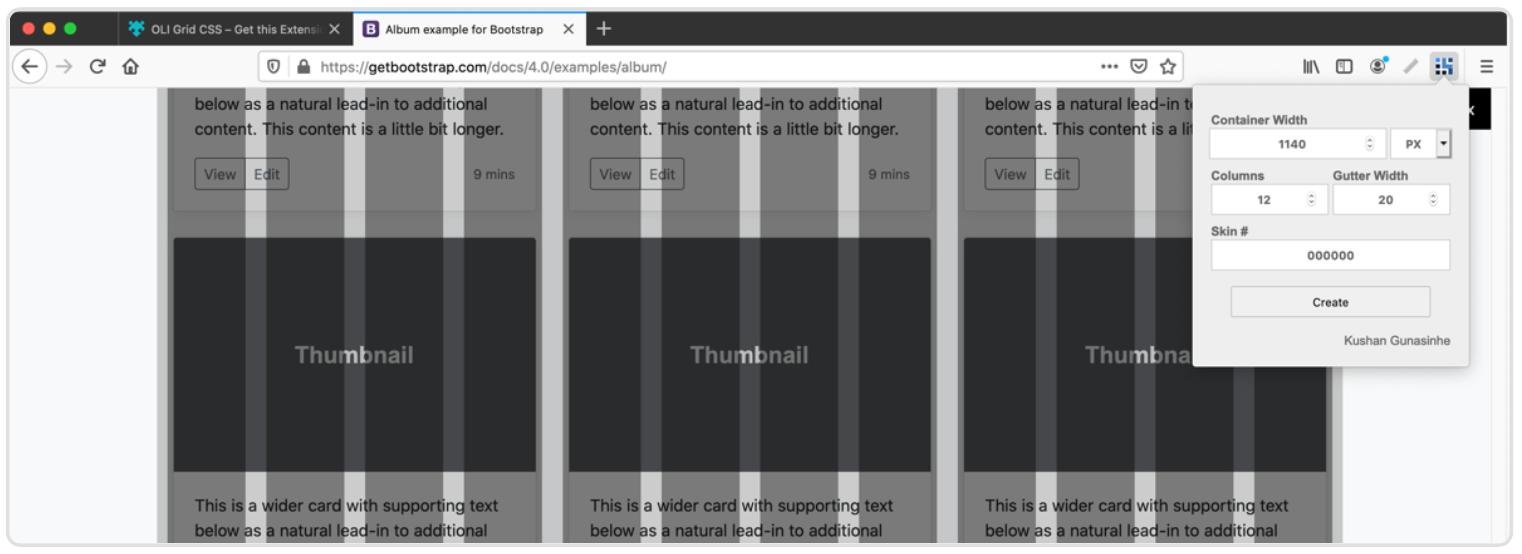 OLI Grid CSS – Get this Extensi
Album example for Bootstrap
https://getbootstrap.com/docs/4.0/examples/album/
below as a natural lead-in to additional
content. This content is a little bit longer.
View Edit 9 mins
below as a natural lead-in to additional
content. This content is a little bit longer.
View Edit 9 mins
below as a natural lead-in t
content. This content is a li
View Edit
Thumbnail
Thumbnail
Thumbna
This is a wider card with supporting text
below as a natural lead-in to additional
This is a wider card with supporting text
below as a natural lead-in to additional
This is a wider card with supporting text
below as a natural lead-in to additional
x
Container Width
1140 PX
Columns Gutter Width
12 20
Skin #
000000
Create
Kushan Gunasinhe